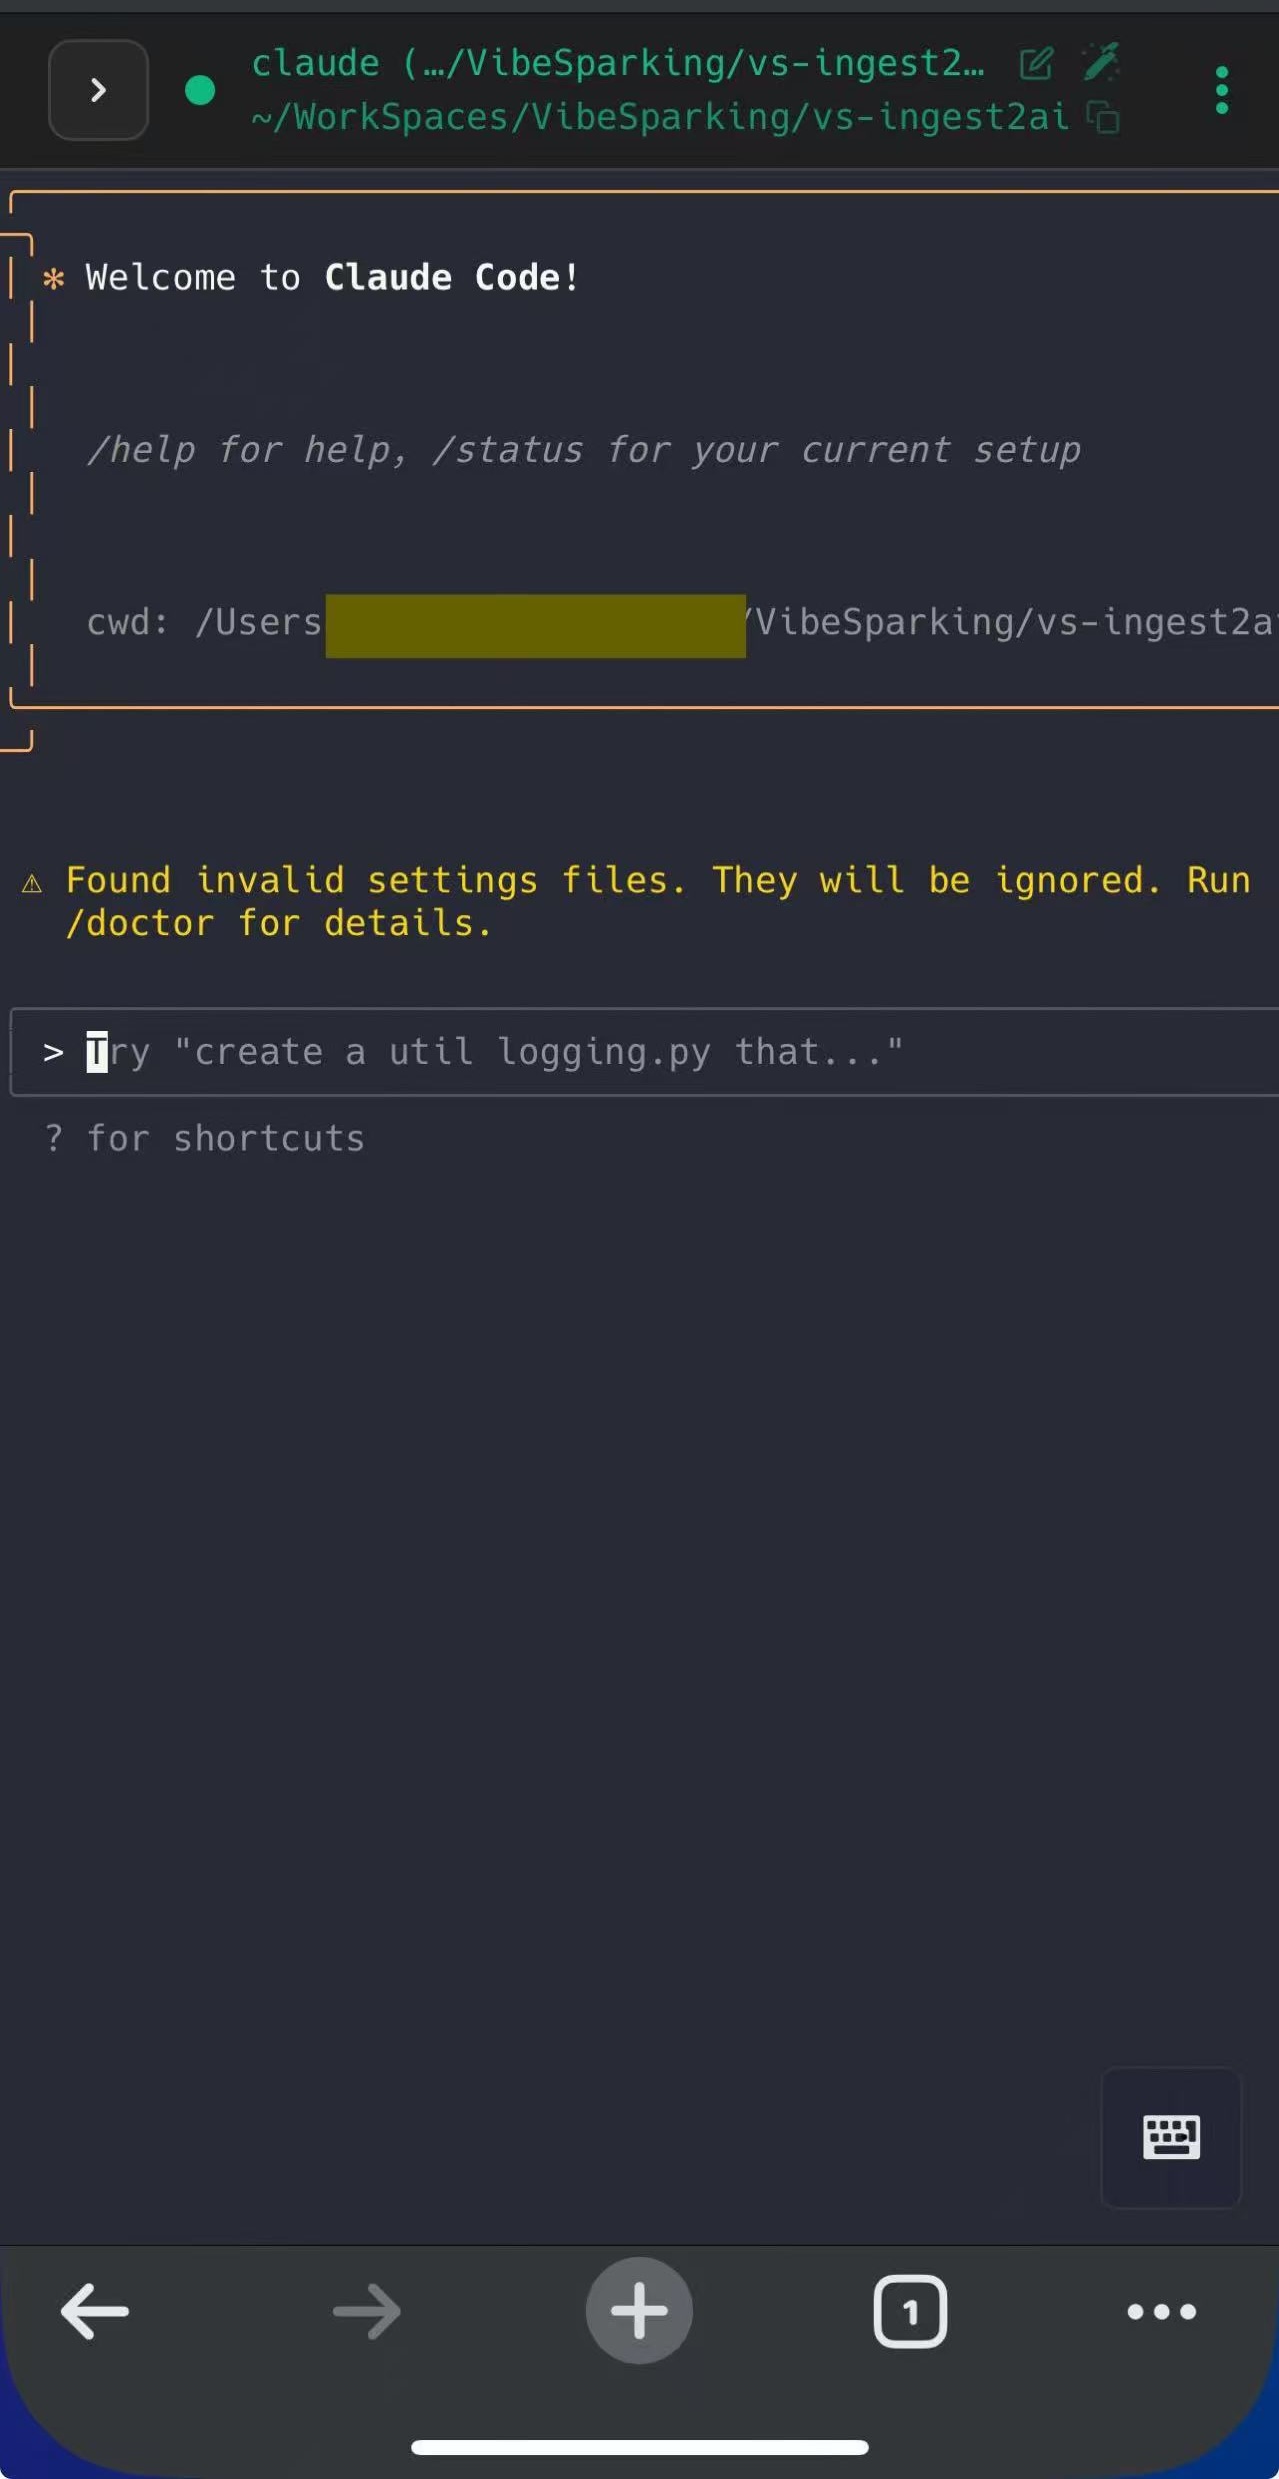 claude (…/VibeSparking/vs-ingest2…
~/WorkSpaces/VibeSparking/vs-ingest2ai
* Welcome to Claude Code!
/help for help, /status for your current setup
cwd: /Users /VibeSparking/vs-ingest2a
⚠ Found invalid settings files. They will be ignored. Run
/doctor for details.
> Try "create a util logging.py that..."
? for shortcuts
1